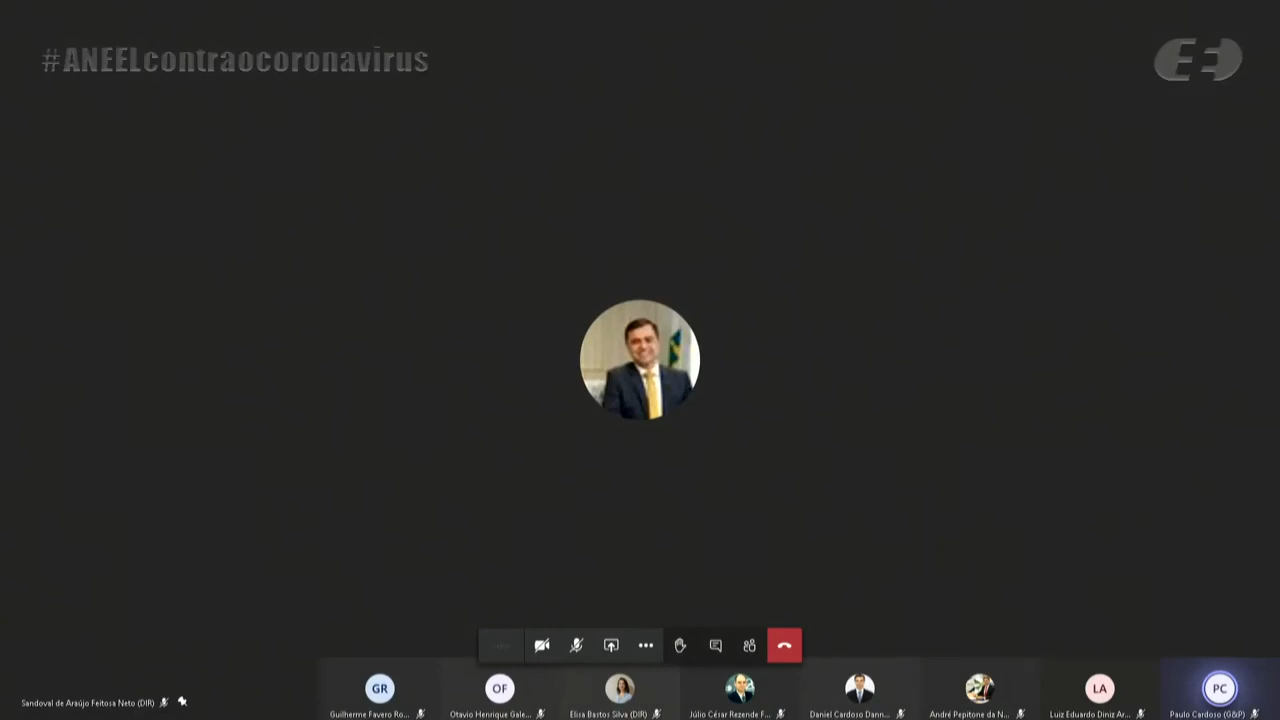 #ANEELcontraocoronavirus
GR
OF
LA
PC
Sandoval de Araújo Feitosa Neto (DIR)
Guilherme Favero Ro...
Otavio Henrique Gale...
Elisa Bastos Silva (DIR)
Júlio César Rezende F...
Daniel Cardoso Dann...
André Pepitone da N...
Luiz Eduardo Diniz Ar...
Paulo Cardoso (G&P)